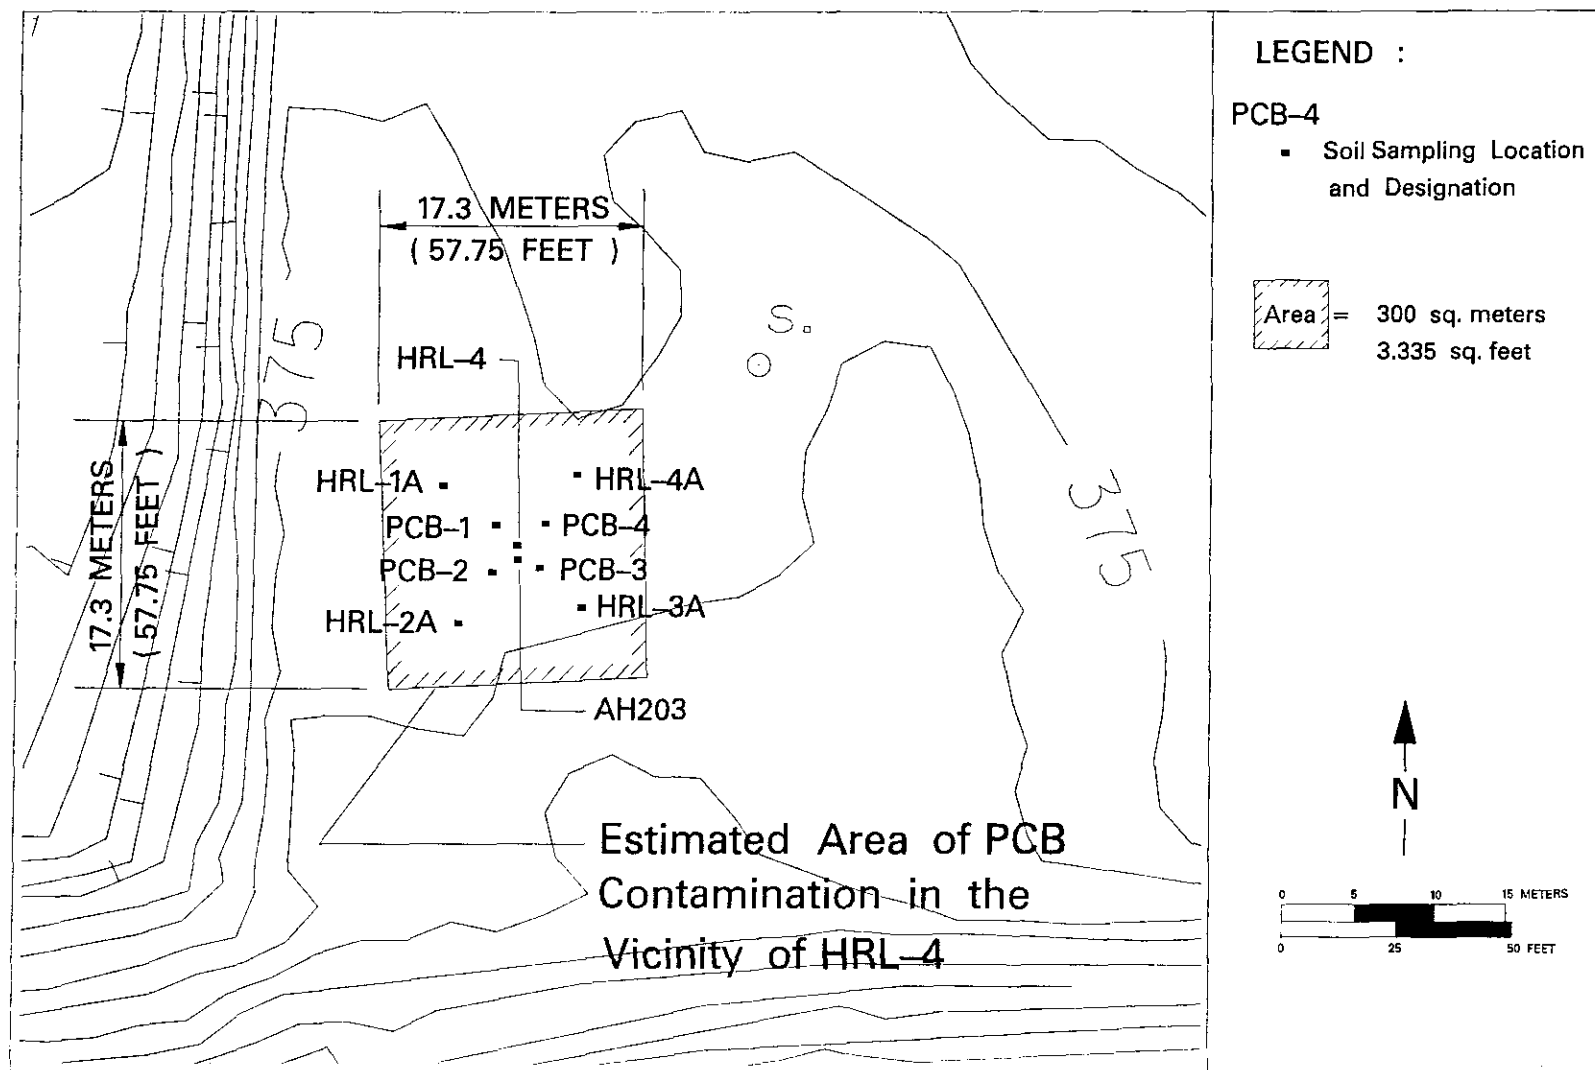 LEGEND :
PCB–4
Soil Sampling Location
and Designation
Area = 300 sq. meters
3.335 sq. feet
17.3 METERS
( 57.75 FEET )
S.
HRL–4
375
17.3 METERS
( 57.75 FEET )
HRL–1A
HRL–4A
PCB–1
PCB–4
PCB–2
PCB–3
HRL–2A
HRL–3A
375
AH203
Estimated Area of PCB
Contamination in the
Vicinity of HRL–4
N
0 5 10 15 METERS
0 25 50 FEET